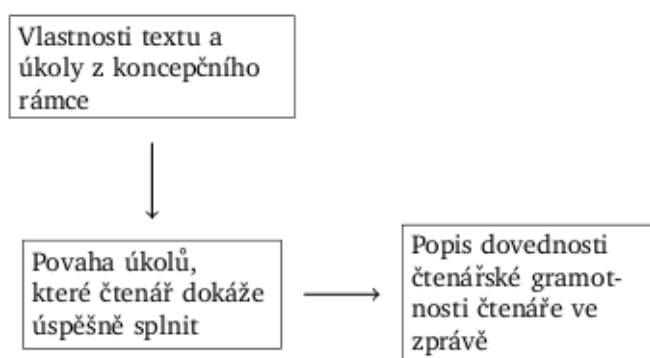 Vlastnosti textu a
úkoly z koncepčního
rámce
Povaha úkolů,
které čtenář dokáže
úspěšně splnit
Popis dovednosti
čtenářské gramot-
nosti čtenáře ve
zprávě